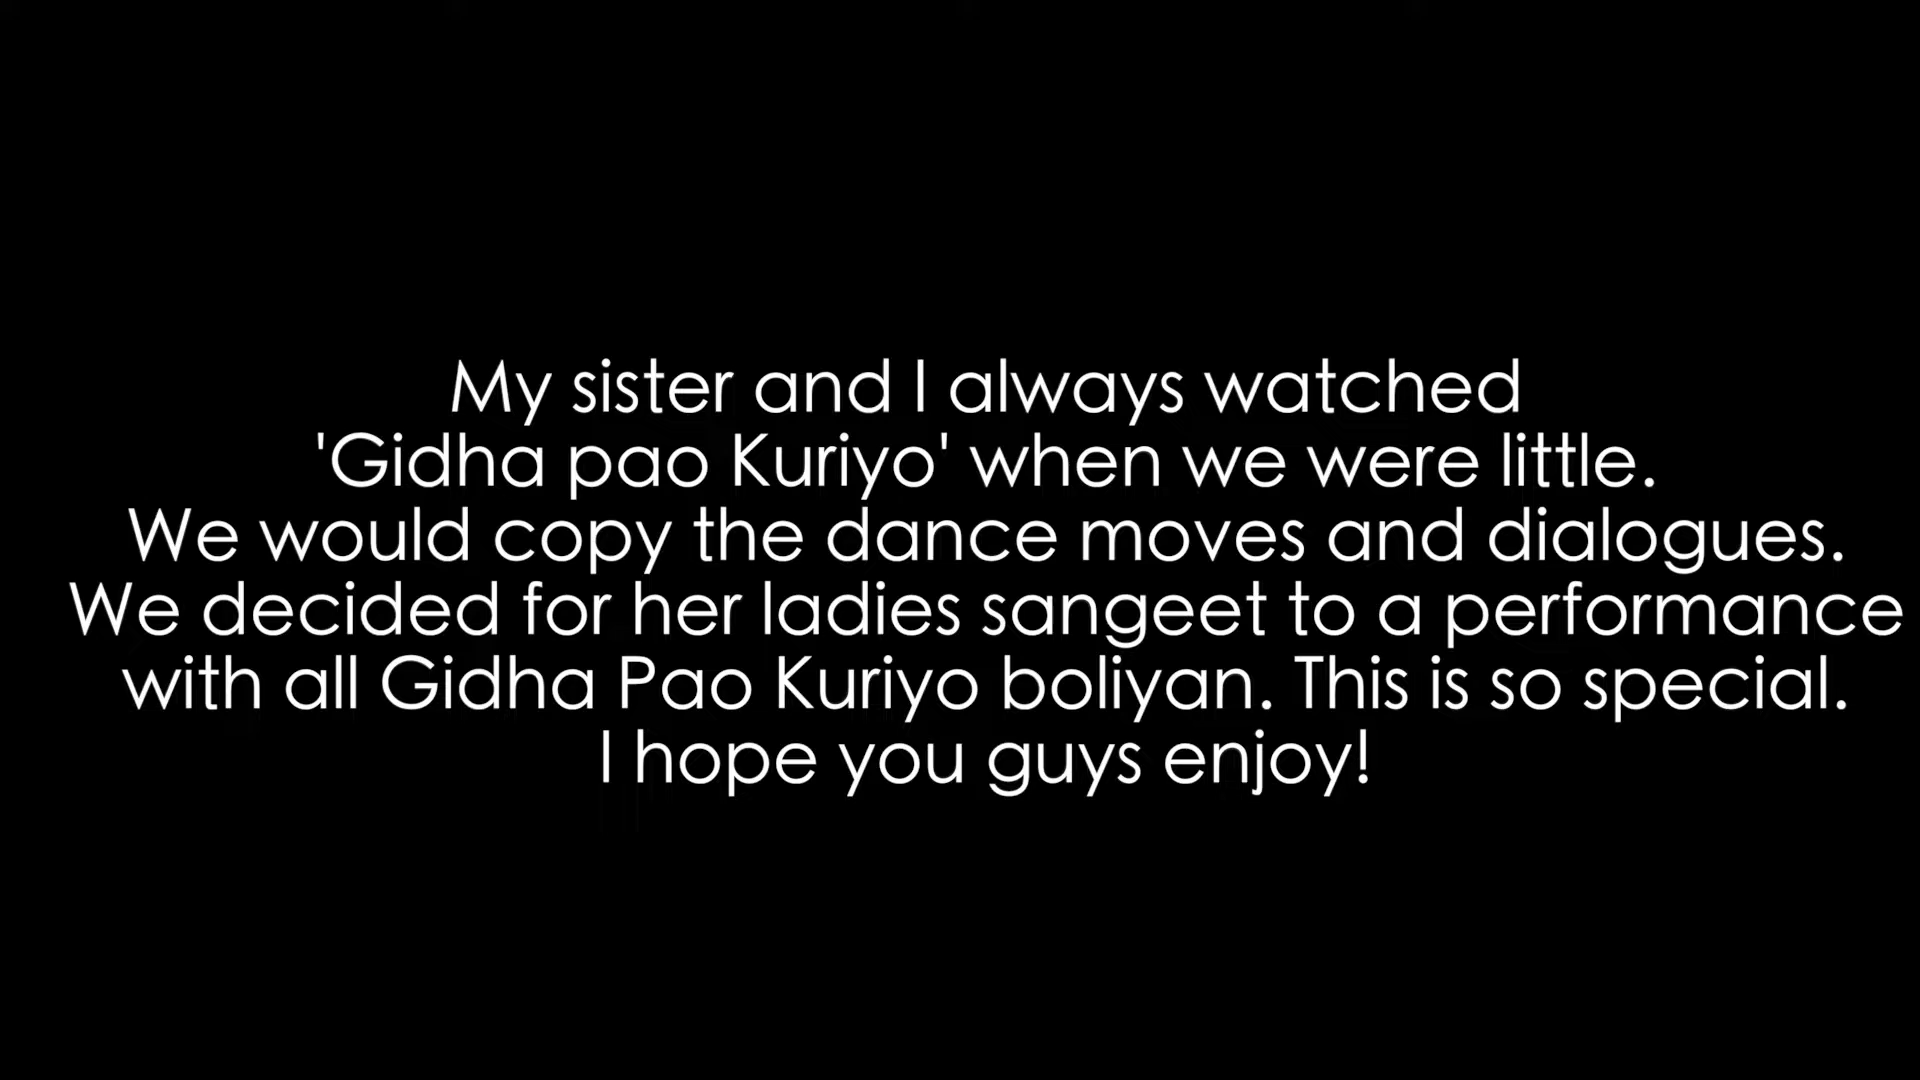 My sister and I always watched
'Gidha pao Kuriyo' when we were little.
We would copy the dance moves and dialogues.
We decided for her ladies sangeet to a performance
with all Gidha Pao Kuriyo boliyan. This is so special.
I hope you guys enjoy!